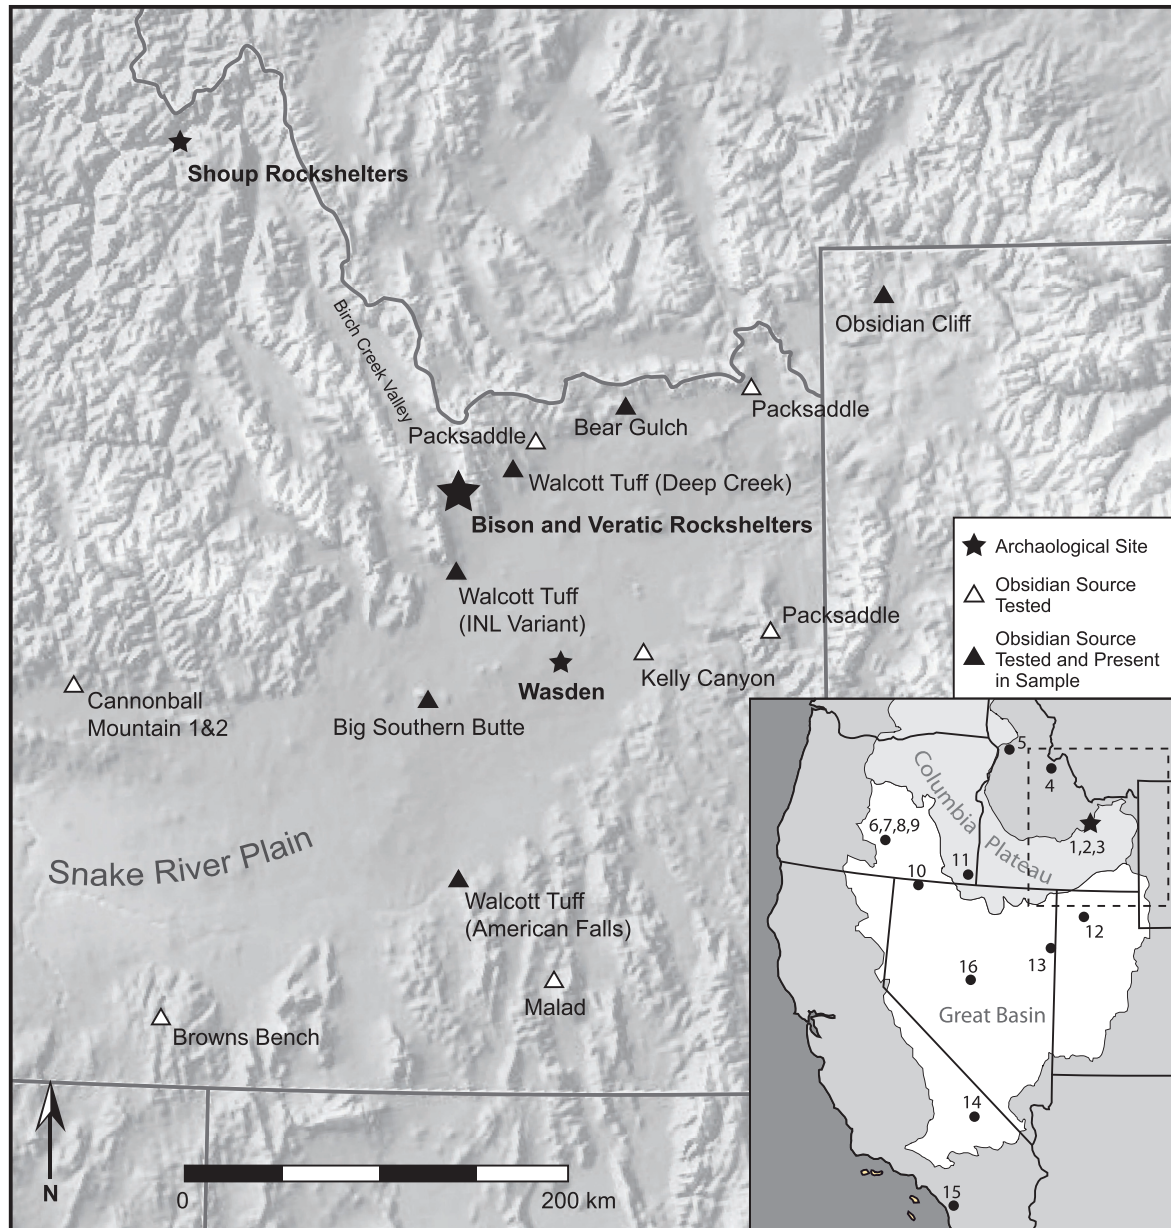 Shoup Rockshelters
Birch Creek Valley
Obsidian Cliff
Packsaddle
Bear Gulch
Packsaddle
Walcott Tuff (Deep Creek)
Bison and Veratic Rockshelters
Archaological Site
Obsidian Source
Tested
Obsidian Source
Tested and Present
in Sample
Walcott Tuff
(INL Variant)
Packsaddle
Kelly Canyon
Wasden
Cannonball
Mountain 1&2
Big Southern Butte
Snake River Plain
Walcott Tuff
(American Falls)
Malad
Browns Bench
N
0
200 km
5
4
Columbia Plateau
6,7,8,9
1,2,3
11
10
12
13
16
Great Basin
14
15